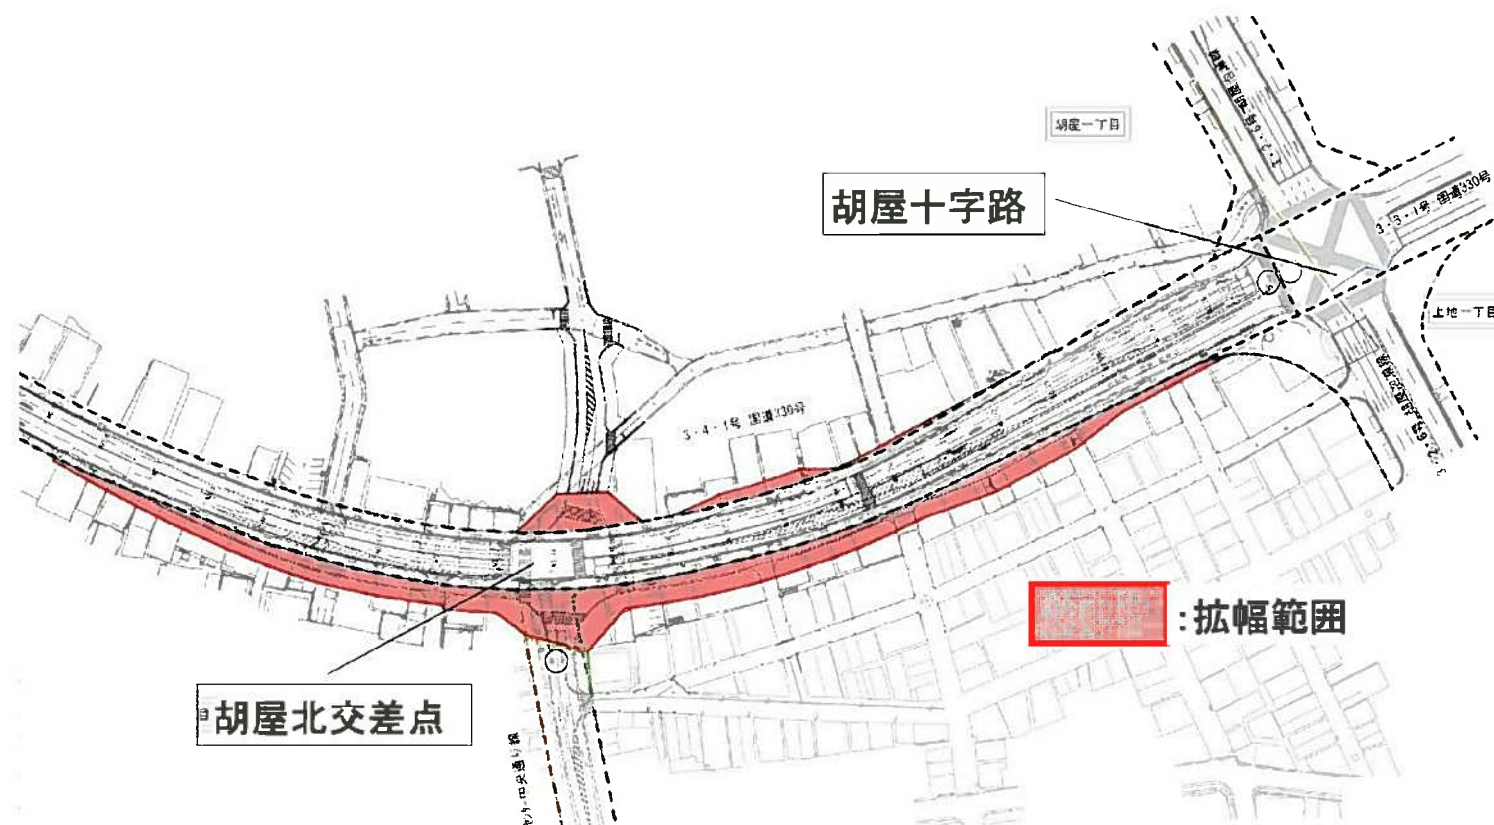 胡屋一丁目
胡屋十字路
3・3・1号 国道330号
上地一丁目
3・4・1号 国道330号
:拡幅範囲
胡屋北交差点